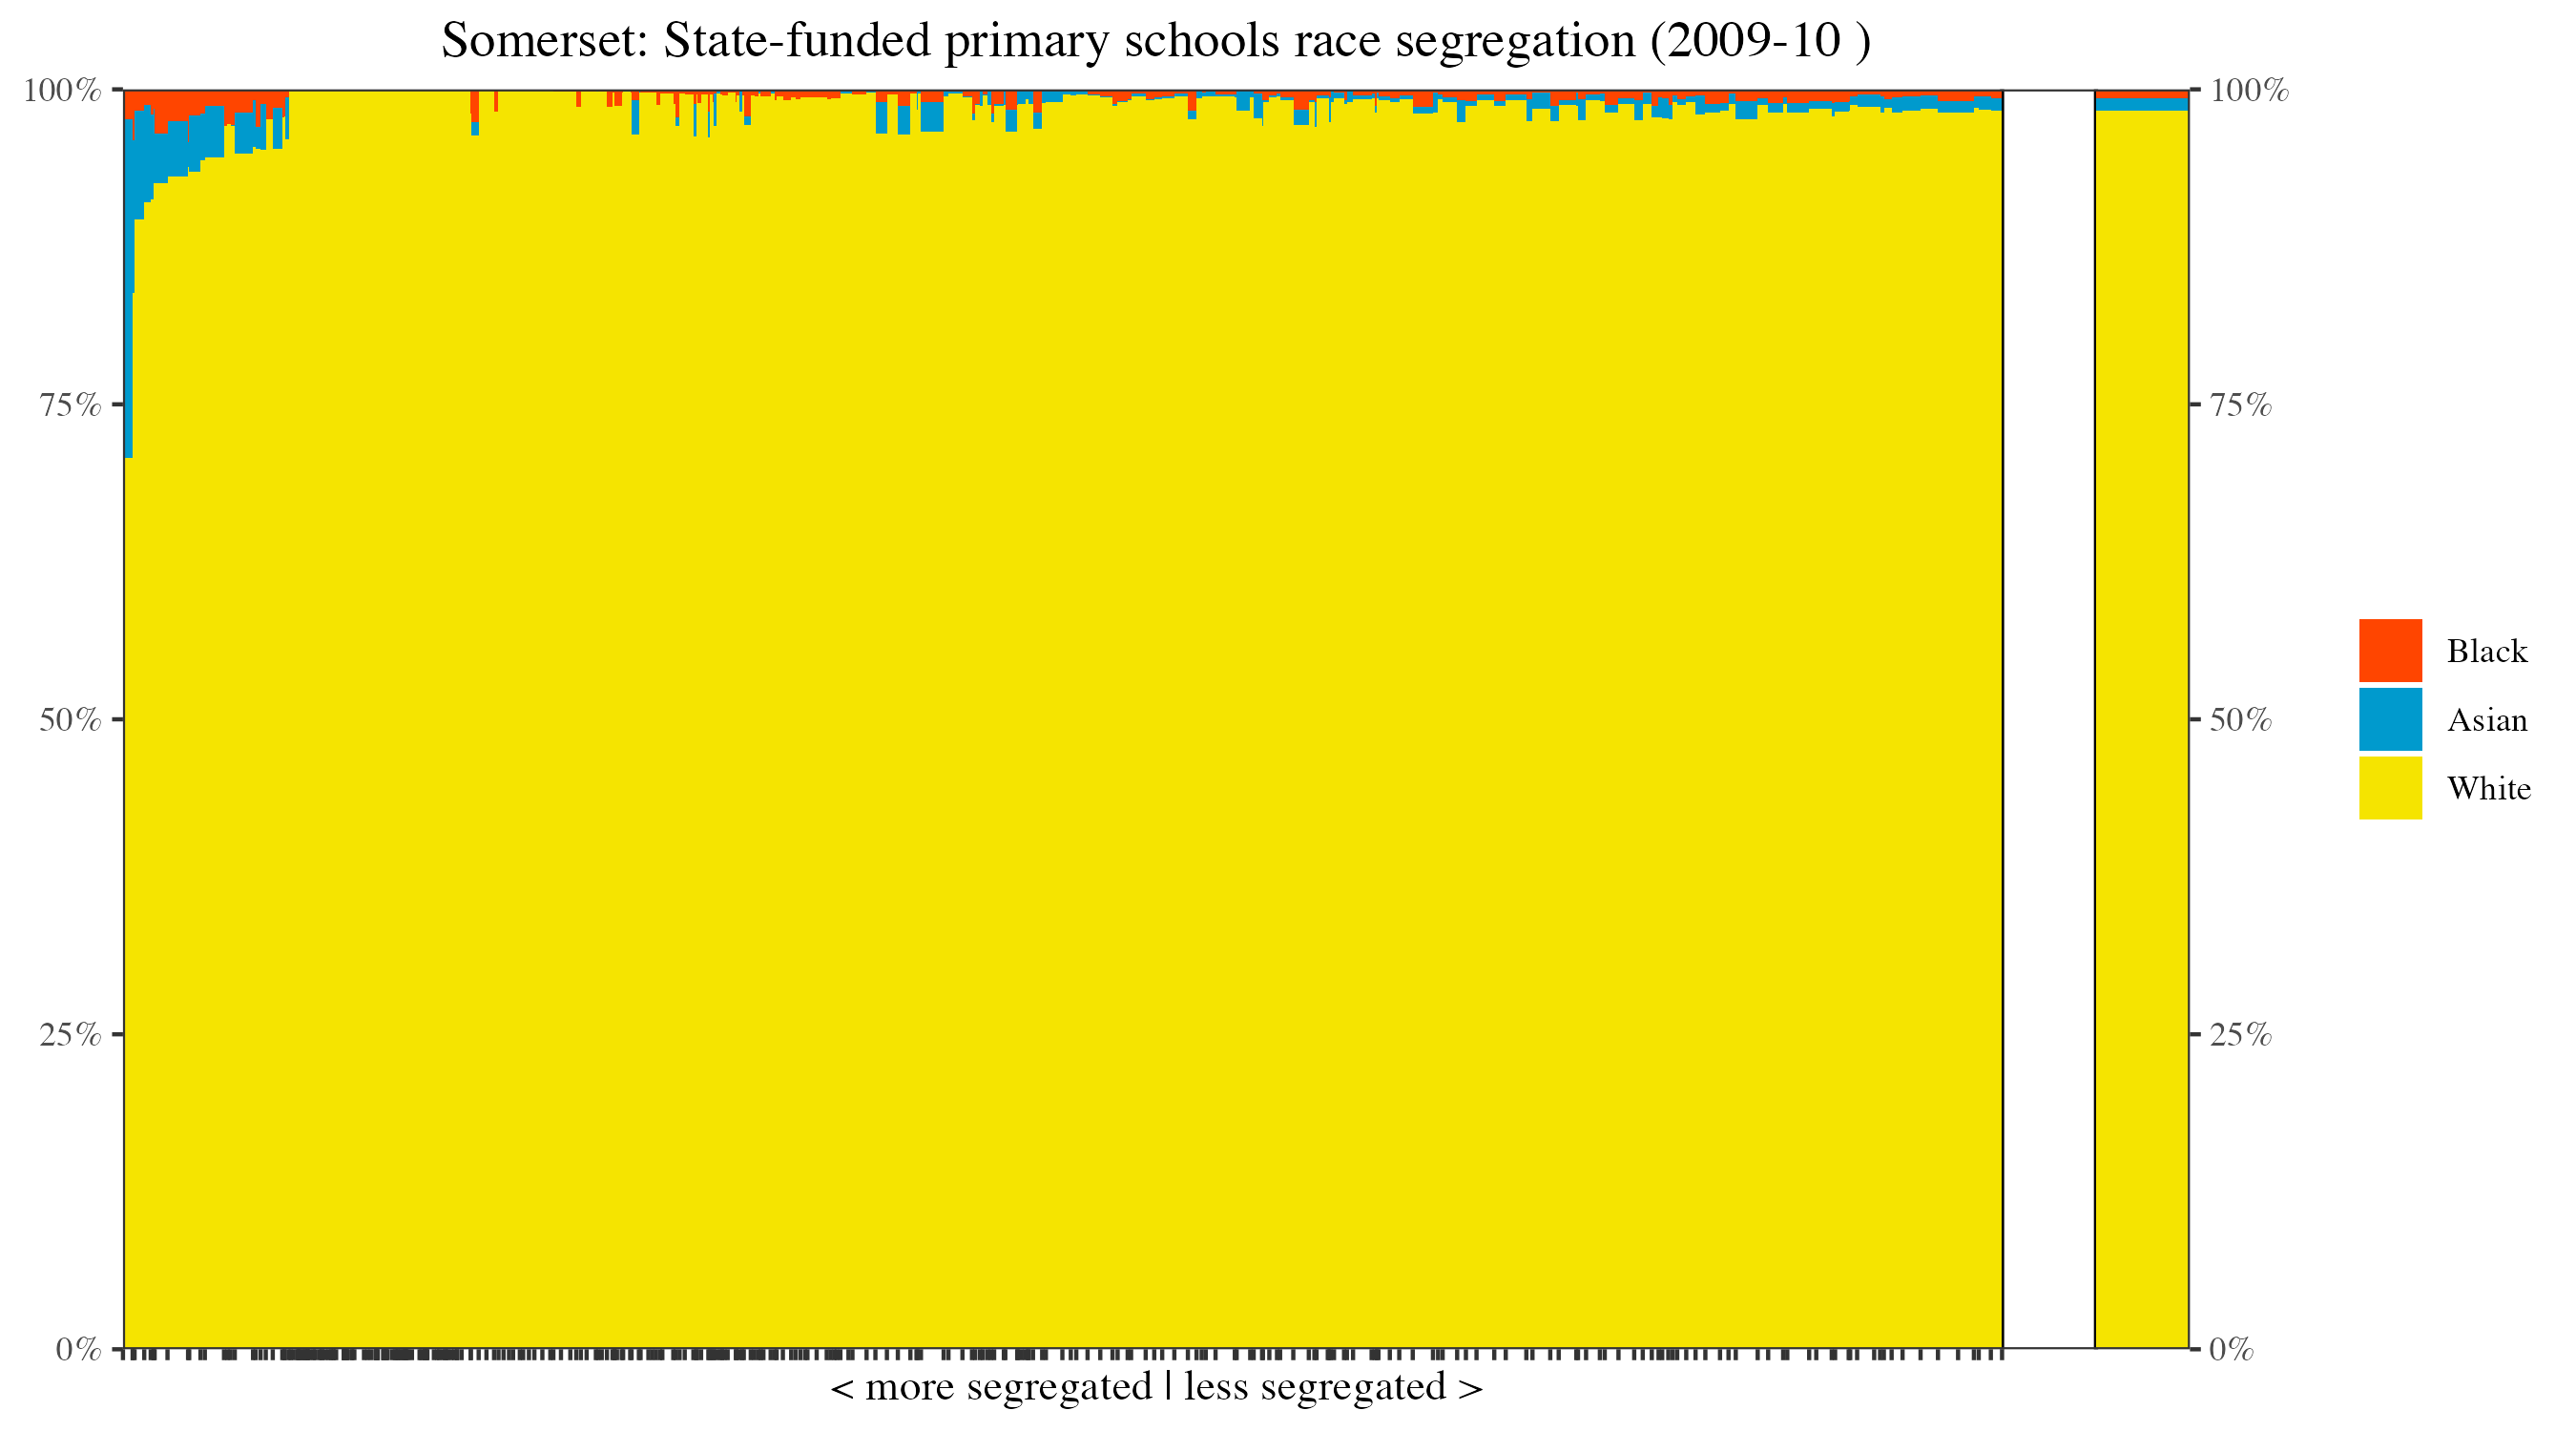 Somerset: State-funded primary schools race segregation (2009-10 )
100%
75%
50%
25%
0%
100%
75%
50%
25%
0%
Black
Asian
White
< more segregated | less segregated >